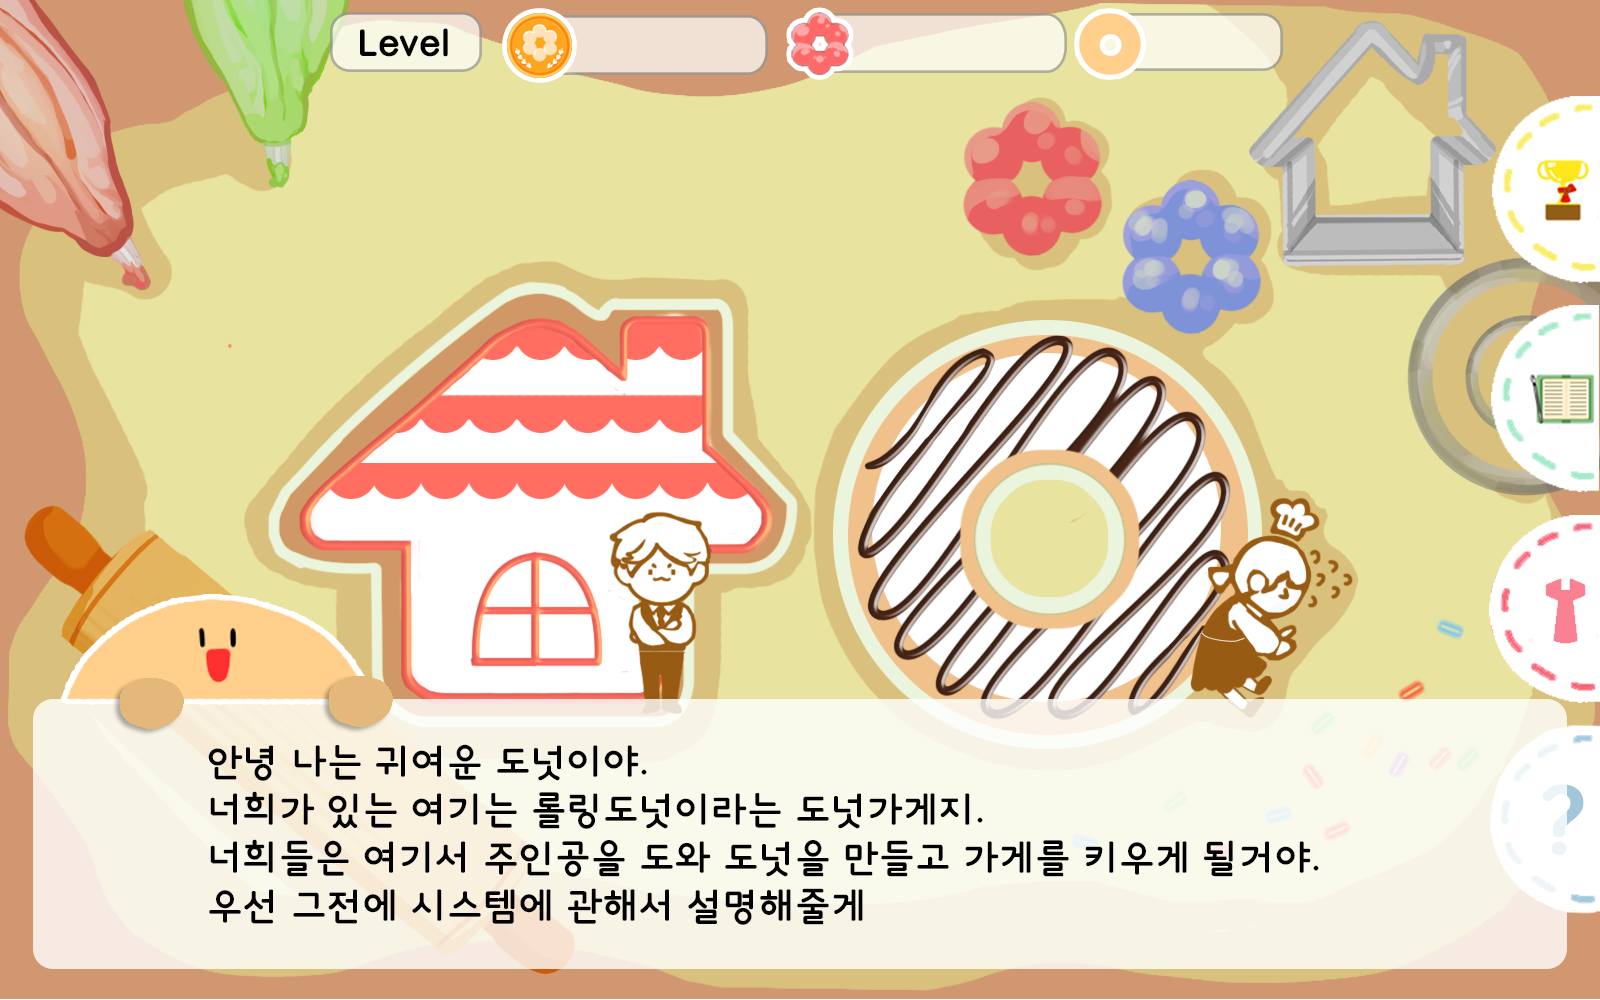 Level
안녕 나는 귀여운 도넛이야.
너희가 있는 여기는 롤링도넛이라는 도넛가게지.
너희들은 여기서 주인공을 도와 도넛을 만들고 가게를 키우게 될거야.
우선 그전에 시스템에 관해서 설명해줄게
?